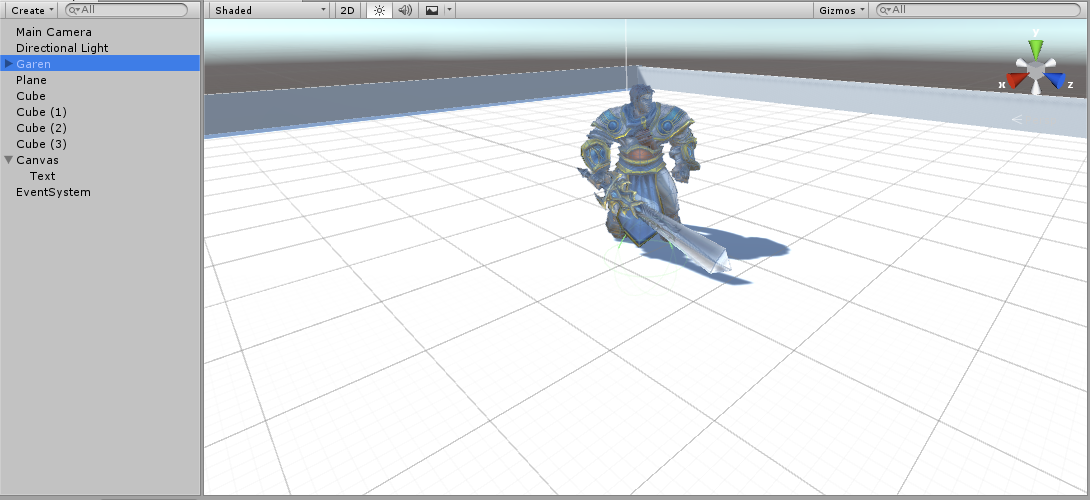 Create All
Shaded 2D Gizmos All
Main Camera
Directional Light
Garen
Plane
Cube
Cube (1)
Cube (2)
Cube (3)
Canvas
Text
EventSystem
y
x z